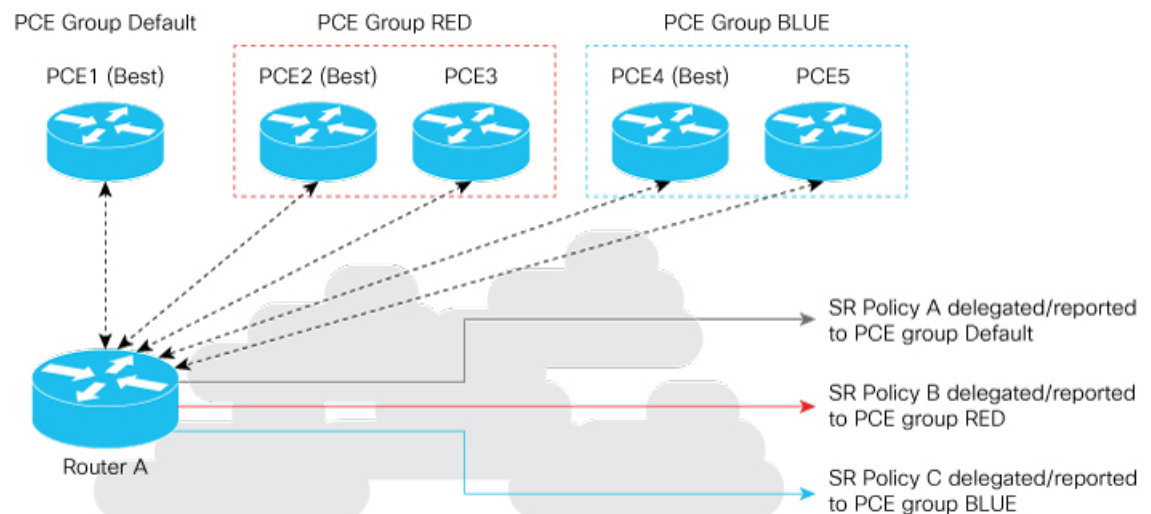 PCE Group Default
PCE Group RED
PCE Group BLUE
PCE1 (Best)
PCE2 (Best)
PCE3
PCE4 (Best)
PCE5
SR Policy A delegated/reported
to PCE group Default
SR Policy B delegated/reported
to PCE group RED
Router A
SR Policy C delegated/reported
to PCE group BLUE